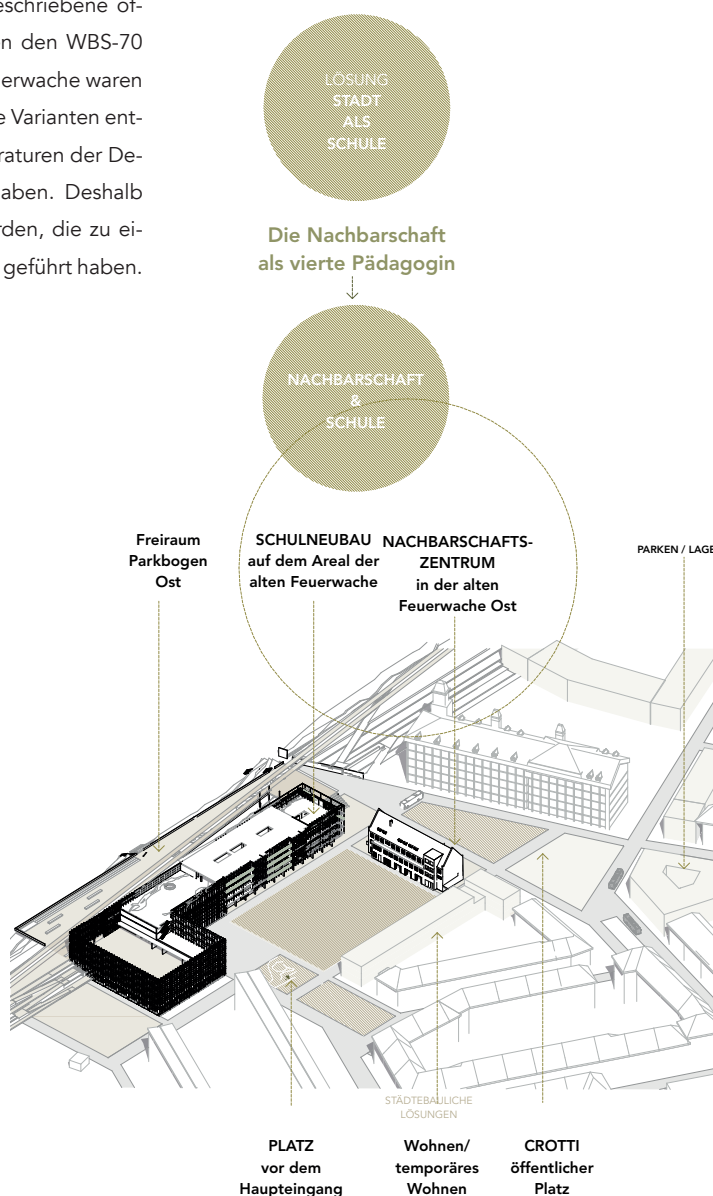 eschriebene öf-
n den WBS-70
erwache waren
e Varianten ent-
raturen der De-
aben. Deshalb
rden, die zu ei-
geführt haben.
LÖSUNG
STADT
ALS
SCHULE
Die Nachbarschaft
als vierte Pädagogin
NACHBARSCHAFT
&
SCHULE
Freiraum
Parkbogen
Ost
SCHULNEUBAU
auf dem Areal der
alten Feuerwache
NACHBARSCHAFTS-
ZENTRUM
in der alten
Feuerwache Ost
PARKEN / LAGE
STÄDTEBAULICHE
LÖSUNGEN
PLATZ
vor dem
Haupteingang
Wohnen/
temporäres
Wohnen
CROTTI
öffentlicher
Platz